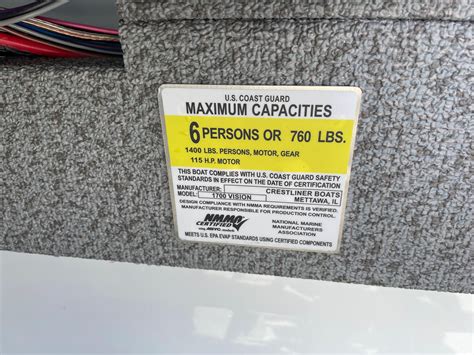 U.S. COAST GUARD
MAXIMUM CAPACITIES
6 PERSONS OR 760 LBS.
1400 LBS. PERSONS, MOTOR, GEAR
115 H.P. MOTOR
THIS BOAT COMPLIES WITH U.S. COAST GUARD SAFETY
STANDARDS IN EFFECT ON THE DATE OF CERTIFICATION
MANUFACTURER: CRESTLINER BOATS
MODEL: 1700 VISION METTAWA, IL
DESIGN COMPLIANCE WITH NMMA REQUIREMENTS IS VERIFIED.
MANUFACTURER RESPONSIBLE FOR PRODUCTION CONTROL.
NMMA CERTIFIED using ABYC standards
NATIONAL MARINE
MANUFACTURERS
ASSOCIATION
MEETS U.S. EPA EVAP STANDARDS USING CERTIFIED COMPONENTS